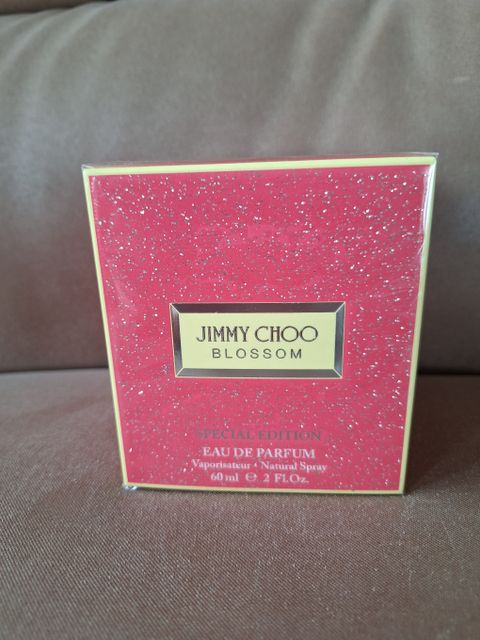 JIMMY CHOO
BLOSSOM
SPECIAL EDITION
EAU DE PARFUM
Vaporisateur • Natural Spray
60 ml ℮ 2 Fl.Oz.